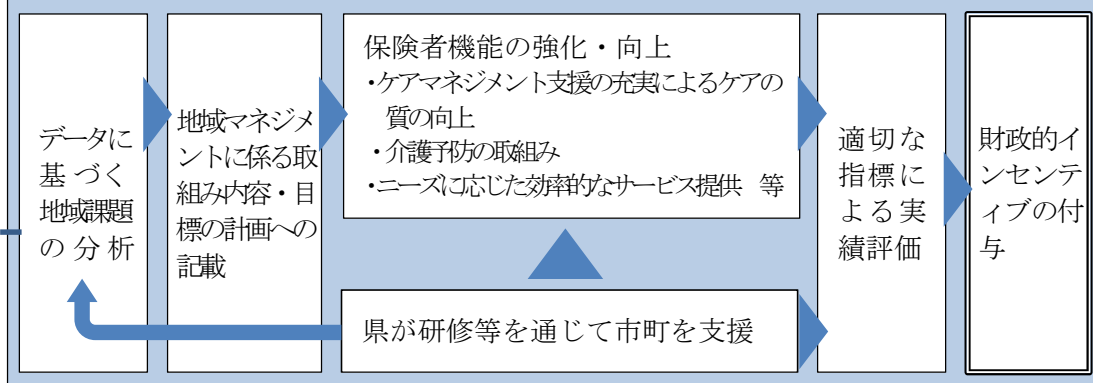 データに
基づく
地域課題
の分析
地域マネジメ
ントに係る取
組み内容・目
標の計画への
記載
保険者機能の強化・向上
・ケアマネジメント支援の充実によるケアの
質の向上
・介護予防の取組み
・ニーズに応じた効率的なサービス提供　等
県が研修等を通じて市町を支援
適切な
指標に
よる実
績評価
財政的イ
ンセンテ
ィブの付
与